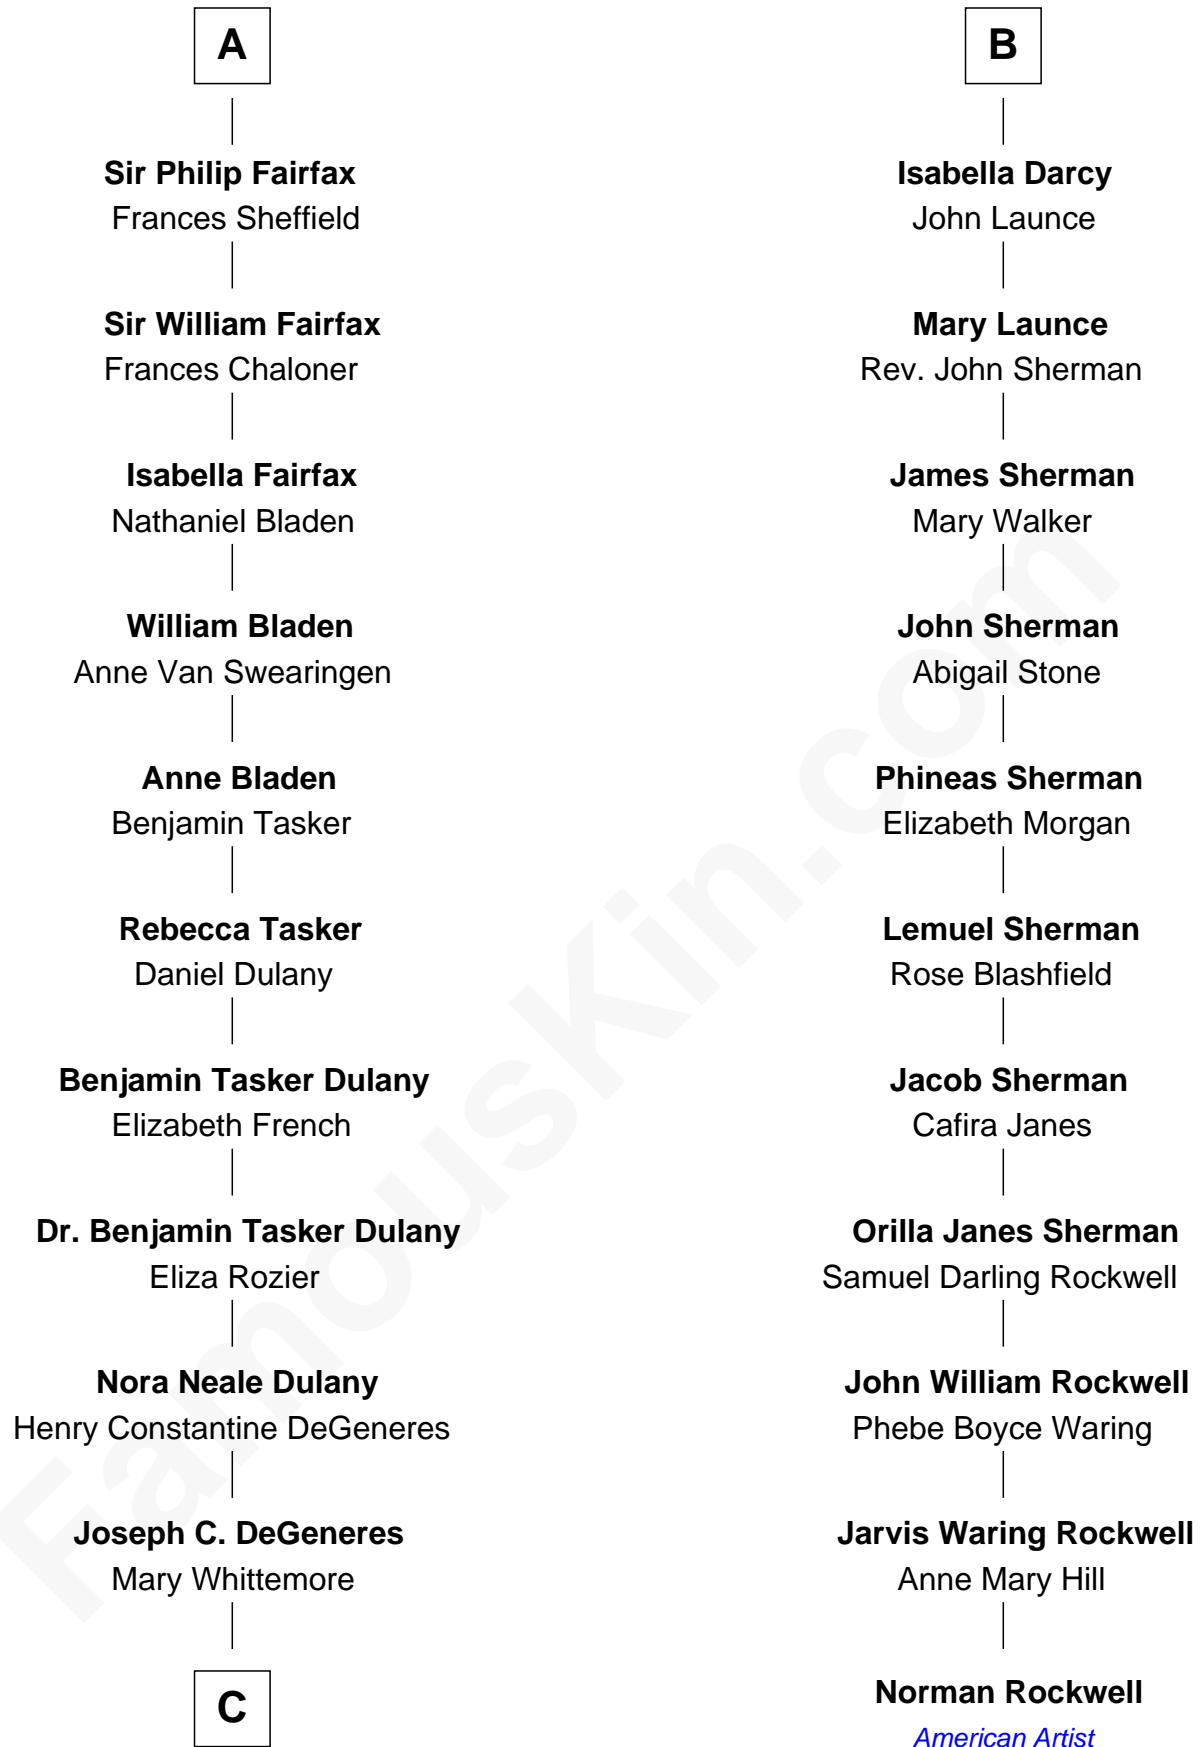 A
Sir Philip Fairfax
Frances Sheffield
Sir William Fairfax
Frances Chaloner
Isabella Fairfax
Nathaniel Bladen
William Bladen
Anne Van Swearingen
Anne Bladen
Benjamin Tasker
Rebecca Tasker
Daniel Dulany
Benjamin Tasker Dulany
Elizabeth French
Dr. Benjamin Tasker Dulany
Eliza Rozier
Nora Neale Dulany
Henry Constantine DeGeneres
Joseph C. DeGeneres
Mary Whittemore
C
B
Isabella Darcy
John Launce
Mary Launce
Rev. John Sherman
James Sherman
Mary Walker
John Sherman
Abigail Stone
Phineas Sherman
Elizabeth Morgan
Lemuel Sherman
Rose Blashfield
Jacob Sherman
Cafira Janes
Orilla Janes Sherman
Samuel Darling Rockwell
John William Rockwell
Phebe Boyce Waring
Jarvis Waring Rockwell
Anne Mary Hill
Norman Rockwell
American Artist
FamousKin.com